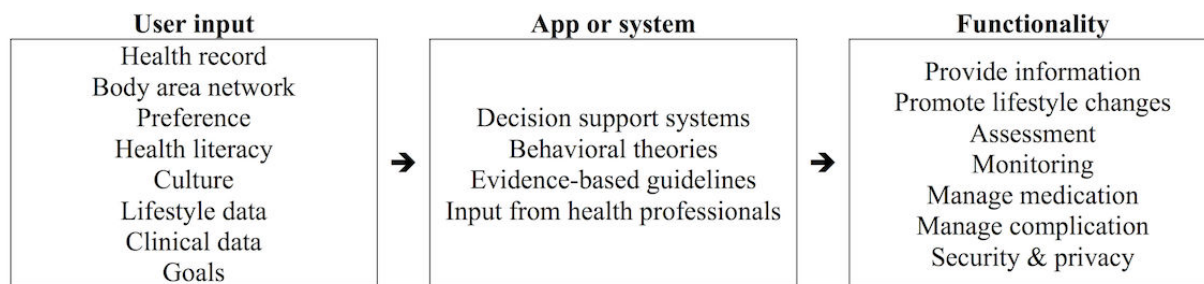 User input
Health record
Body area network
Preference
Health literacy
Culture
Lifestyle data
Clinical data
Goals
➔
App or system
Decision support systems
Behavioral theories
Evidence-based guidelines
Input from health professionals
➔
Functionality
Provide information
Promote lifestyle changes
Assessment
Monitoring
Manage medication
Manage complication
Security & privacy